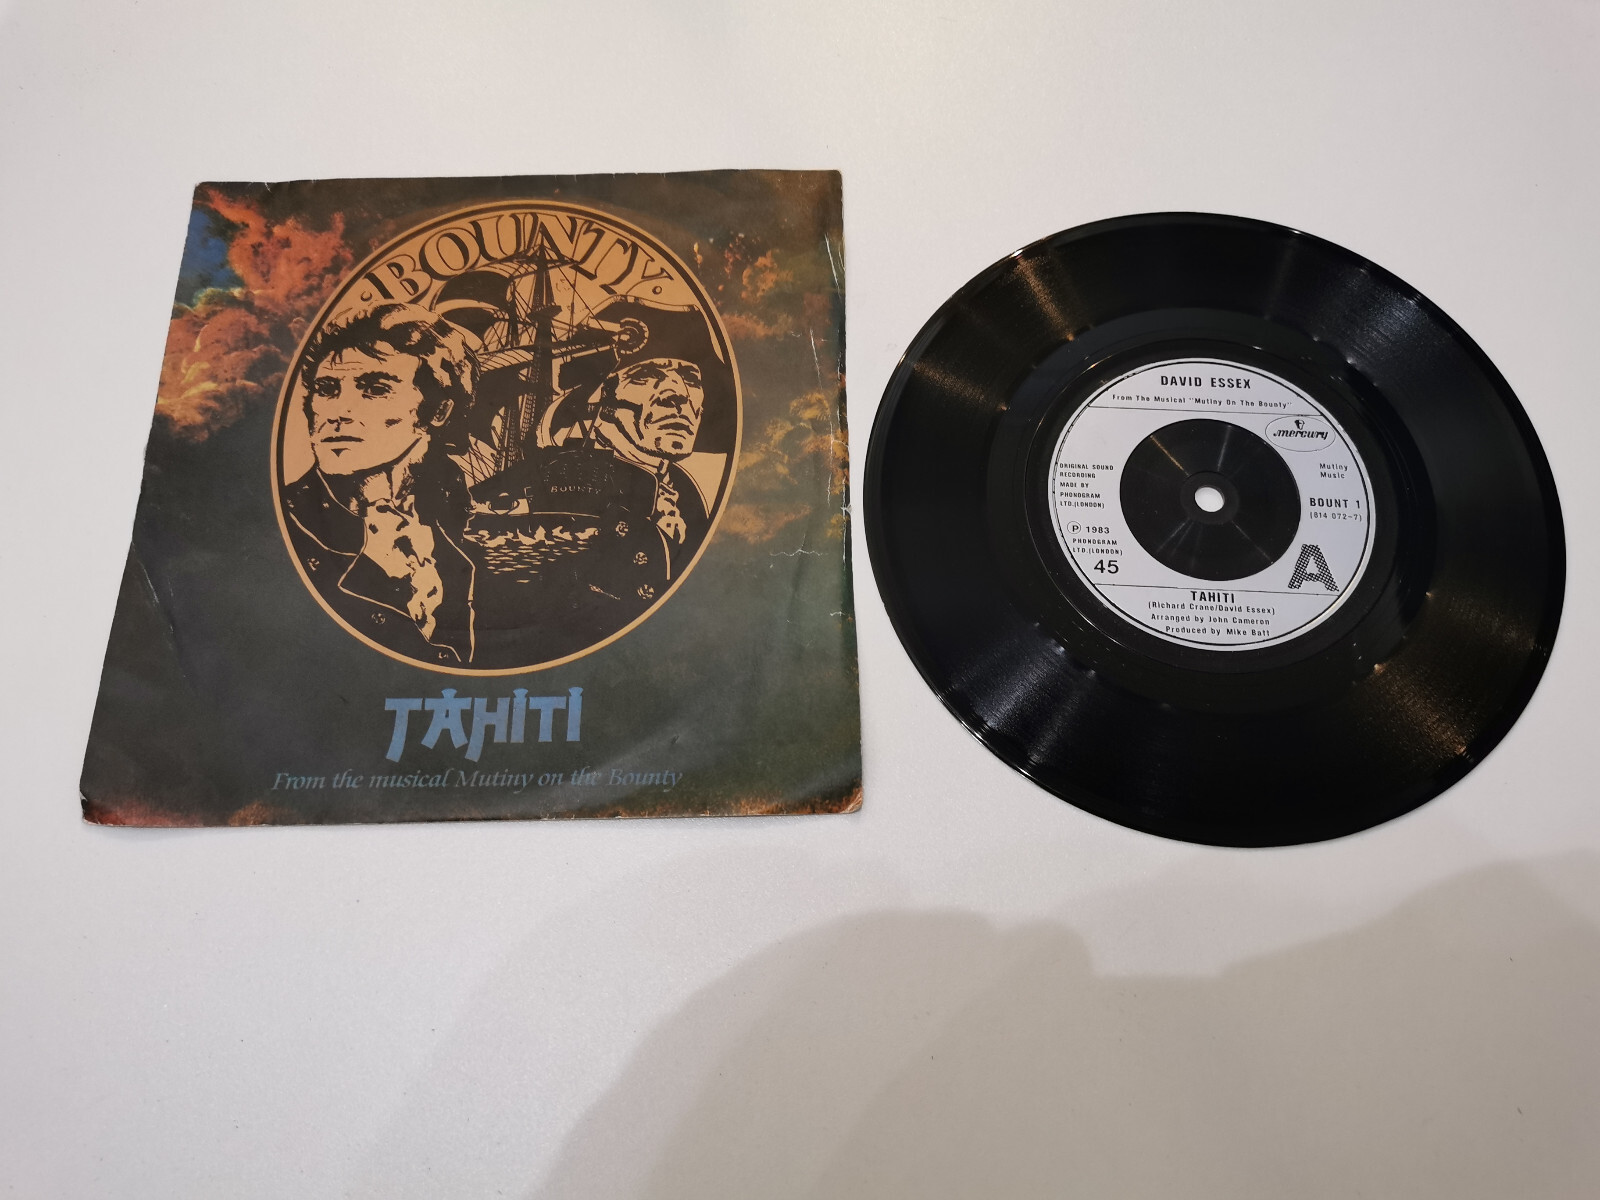 BOUNTY
BOUNTY
TAHITI
From the musical Mutiny on the Bounty
DAVID ESSEX
From The Musical "Mutiny On The Bounty"
mercury
ORIGINAL SOUND
RECORDING
MADE BY
PHONOGRAM
LTD.(LONDON)
Mutiny
Music
BOUNT 1
(814 072-7)
℗ 1983
PHONOGRAM
LTD.(LONDON)
45
A
TAHITI
(Richard Crane/David Essex)
Arranged by John Cameron
Produced by Mike Batt